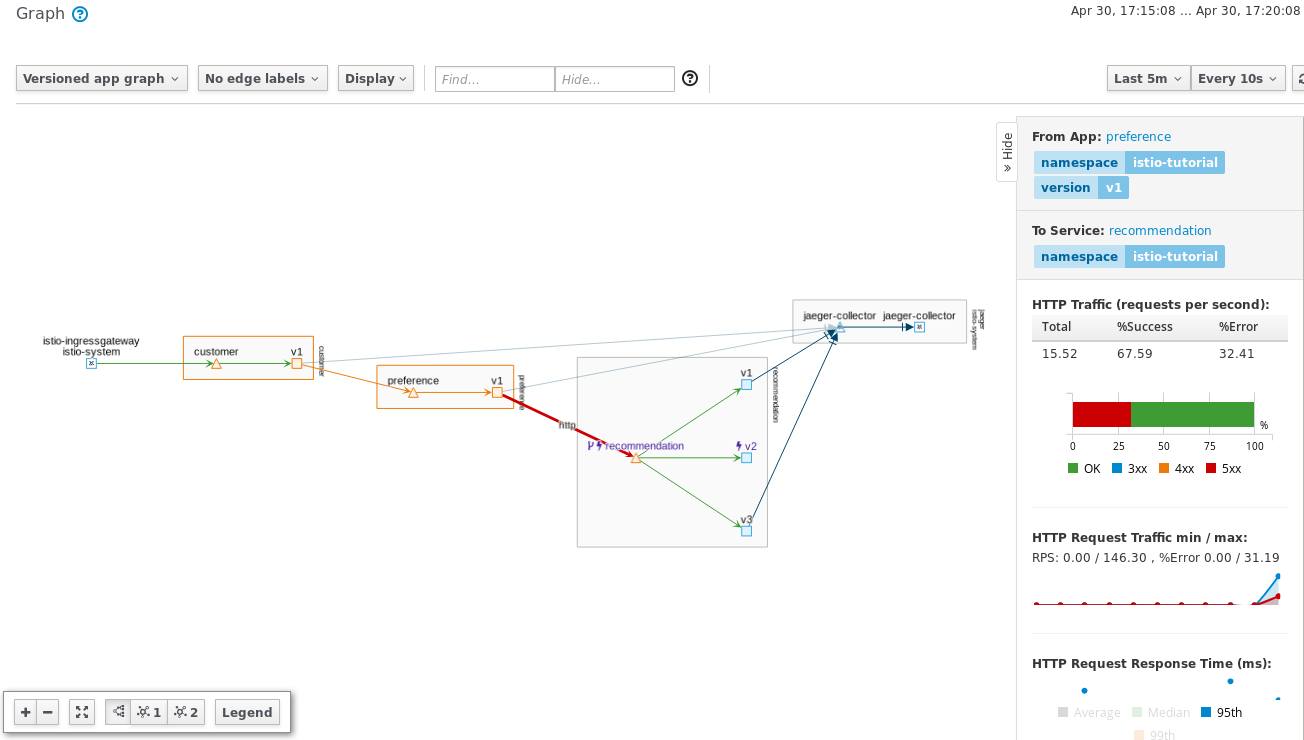 Graph
Apr 30, 17:15:08 ... Apr 30, 17:20:08
Versioned app graph
No edge labels
Display
Find...
Hide...
Last 5m
Every 10s
Hide
From App: preference
namespace istio-tutorial
version v1
To Service: recommendation
namespace istio-tutorial
HTTP Traffic (requests per second):
Total %Success %Error
15.52 67.59 32.41
%
0 25 50 75 100
OK 3xx 4xx 5xx
HTTP Request Traffic min / max:
RPS: 0.00 / 146.30 , %Error 0.00 / 31.19
HTTP Request Response Time (ms):
Average Median 95th
99th
istio-ingressgateway
istio-system
customer
v1
customer
preference
v1
preference
http
recommendation
v1
v2
v3
recommendation
jaeger-collector
jaeger-collector
jaeger
istio-system
1
2
Legend